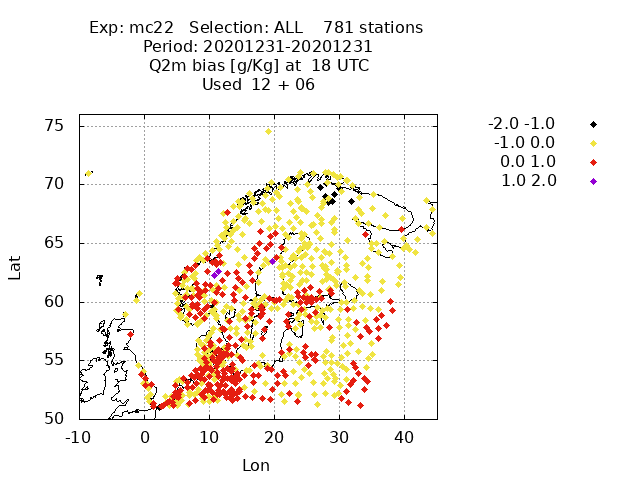 Exp: mc22 Selection: ALL 781 stations
Period: 20201231-20201231
Q2m bias [g/Kg] at 18 UTC
Used 12 + 06
-2.0 -1.0
-1.0 0.0
0.0 1.0
1.0 2.0
75
70
65
60
55
50
Lat
-10 0 10 20 30 40
Lon